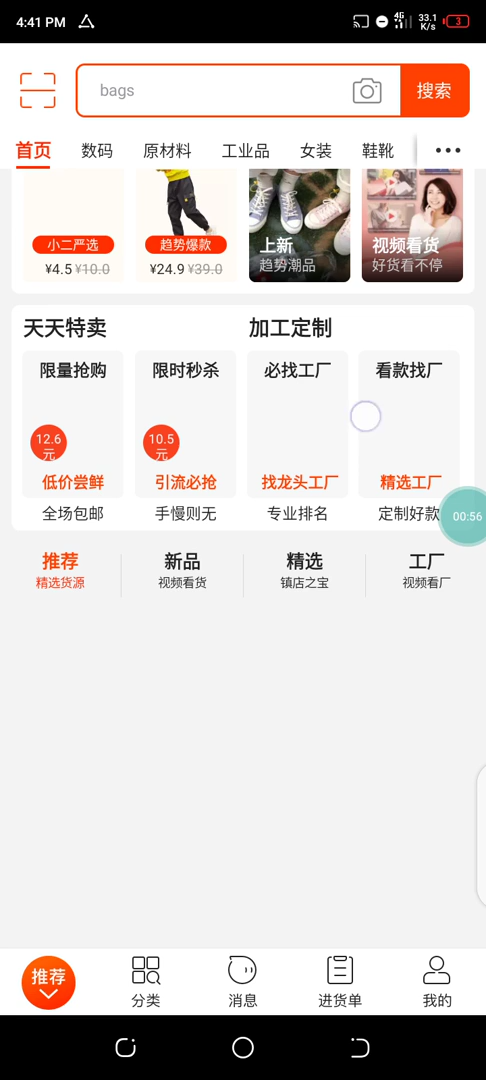 4:41 PM
4G
33.1 K/s
3
bags
搜索
首页 数码 原材料 工业品 女装 鞋靴
小二严选
¥4.5 ¥10.0
趋势爆款
¥24.9 ¥39.0
上新
趋势潮品
视频看货
好货看不停
天天特卖 加工定制
限量抢购 限时秒杀 必找工厂 看款找厂
12.6 元
10.5 元
低价尝鲜 引流必抢 找龙头工厂 精选工厂
全场包邮 手慢则无 专业排名 定制好款
00:56
推荐 新品 精选 工厂
精选货源 视频看货 镇店之宝 视频看厂
推荐
分类 消息 进货单 我的